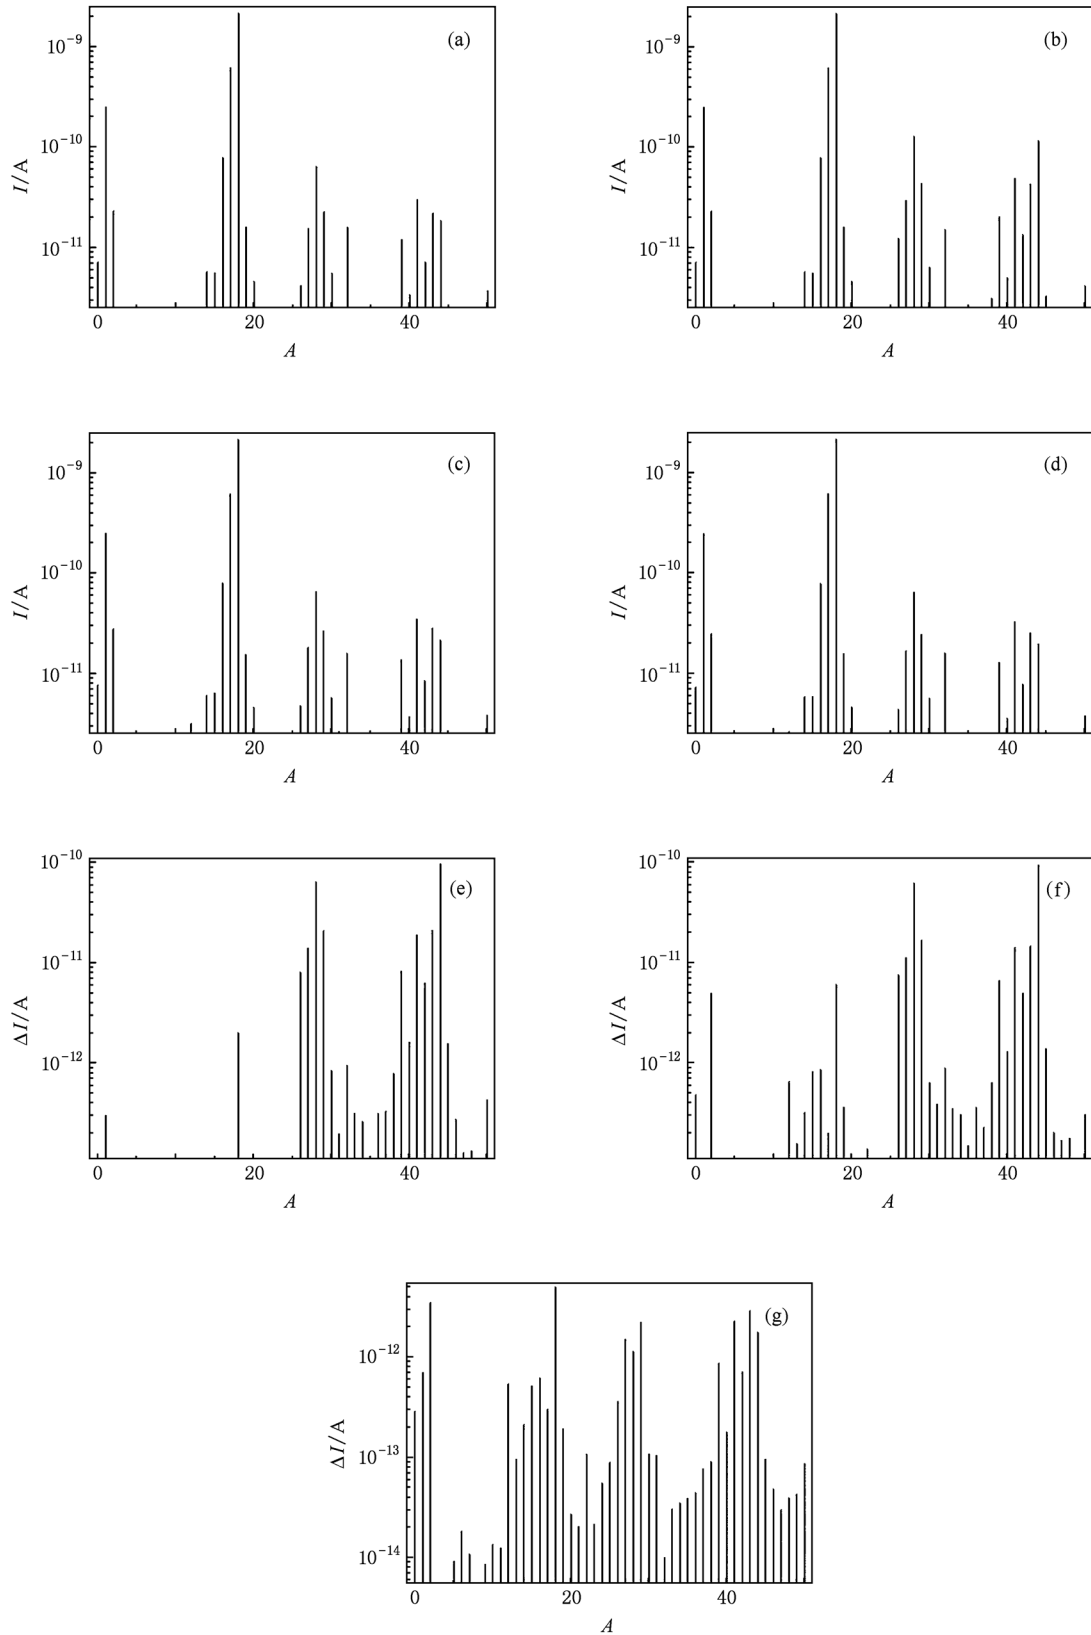 (a)
10⁻⁹
10⁻¹⁰
10⁻¹¹
I/A
0 20 40
A
(b)
10⁻⁹
10⁻¹⁰
10⁻¹¹
I/A
0 20 40
A
(c)
10⁻⁹
10⁻¹⁰
10⁻¹¹
I/A
0 20 40
A
(d)
10⁻⁹
10⁻¹⁰
10⁻¹¹
I/A
0 20 40
A
(e)
10⁻¹⁰
10⁻¹¹
10⁻¹²
ΔI/A
0 20 40
A
(f)
10⁻¹⁰
10⁻¹¹
10⁻¹²
ΔI/A
0 20 40
A
(g)
10⁻¹²
10⁻¹³
10⁻¹⁴
ΔI/A
0 20 40
A